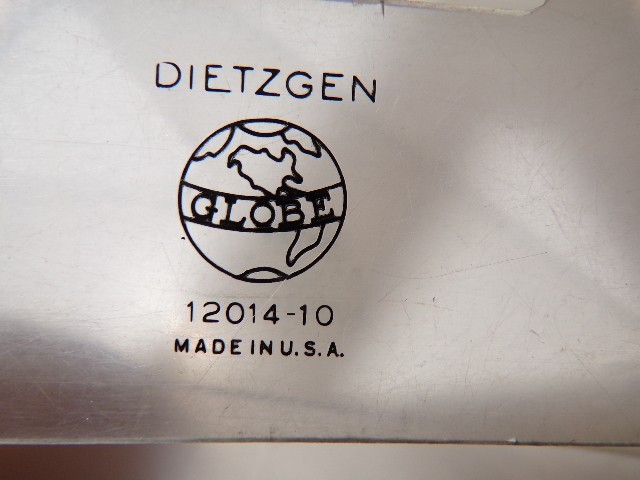 DIETZGEN
GLOBE
12014-10
MADE IN U.S.A.